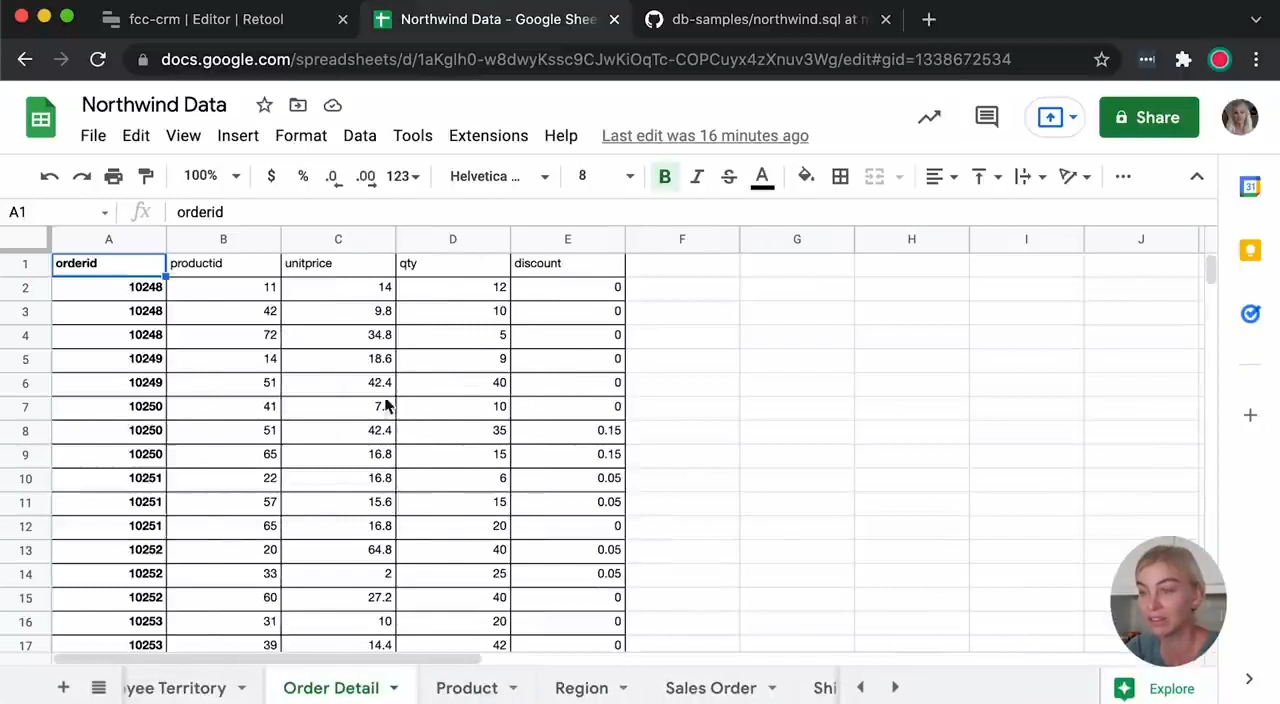 fcc-crm | Editor | Retool
Northwind Data - Google Shee
db-samples/northwind.sql at m
docs.google.com/spreadsheets/d/1aKglh0-w8dwyKssc9CJwKiOqTc-COPCuyx4zXnuv3Wg/edit#gid=1338672534
Northwind Data
Share
File Edit View Insert Format Data Tools Extensions Help Last edit was 16 minutes ago
100% $ % .0 .00 123 Helvetica ... 8 B I S A
A1 fx orderid
A B C D E F G H I J
1 orderid productid unitprice qty discount
2 10248 11 14 12 0
3 10248 42 9.8 10 0
4 10248 72 34.8 5 0
5 10249 14 18.6 9 0
6 10249 51 42.4 40 0
7 10250 41 7. 10 0
8 10250 51 42.4 35 0.15
9 10250 65 16.8 15 0.15
10 10251 22 16.8 6 0.05
11 10251 57 15.6 15 0.05
12 10251 65 16.8 20 0
13 10252 20 64.8 40 0.05
14 10252 33 2 25 0.05
15 10252 60 27.2 40 0
16 10253 31 10 20 0
17 10253 39 14.4 42 0
yee Territory Order Detail Product Region Sales Order Shi Explore
31